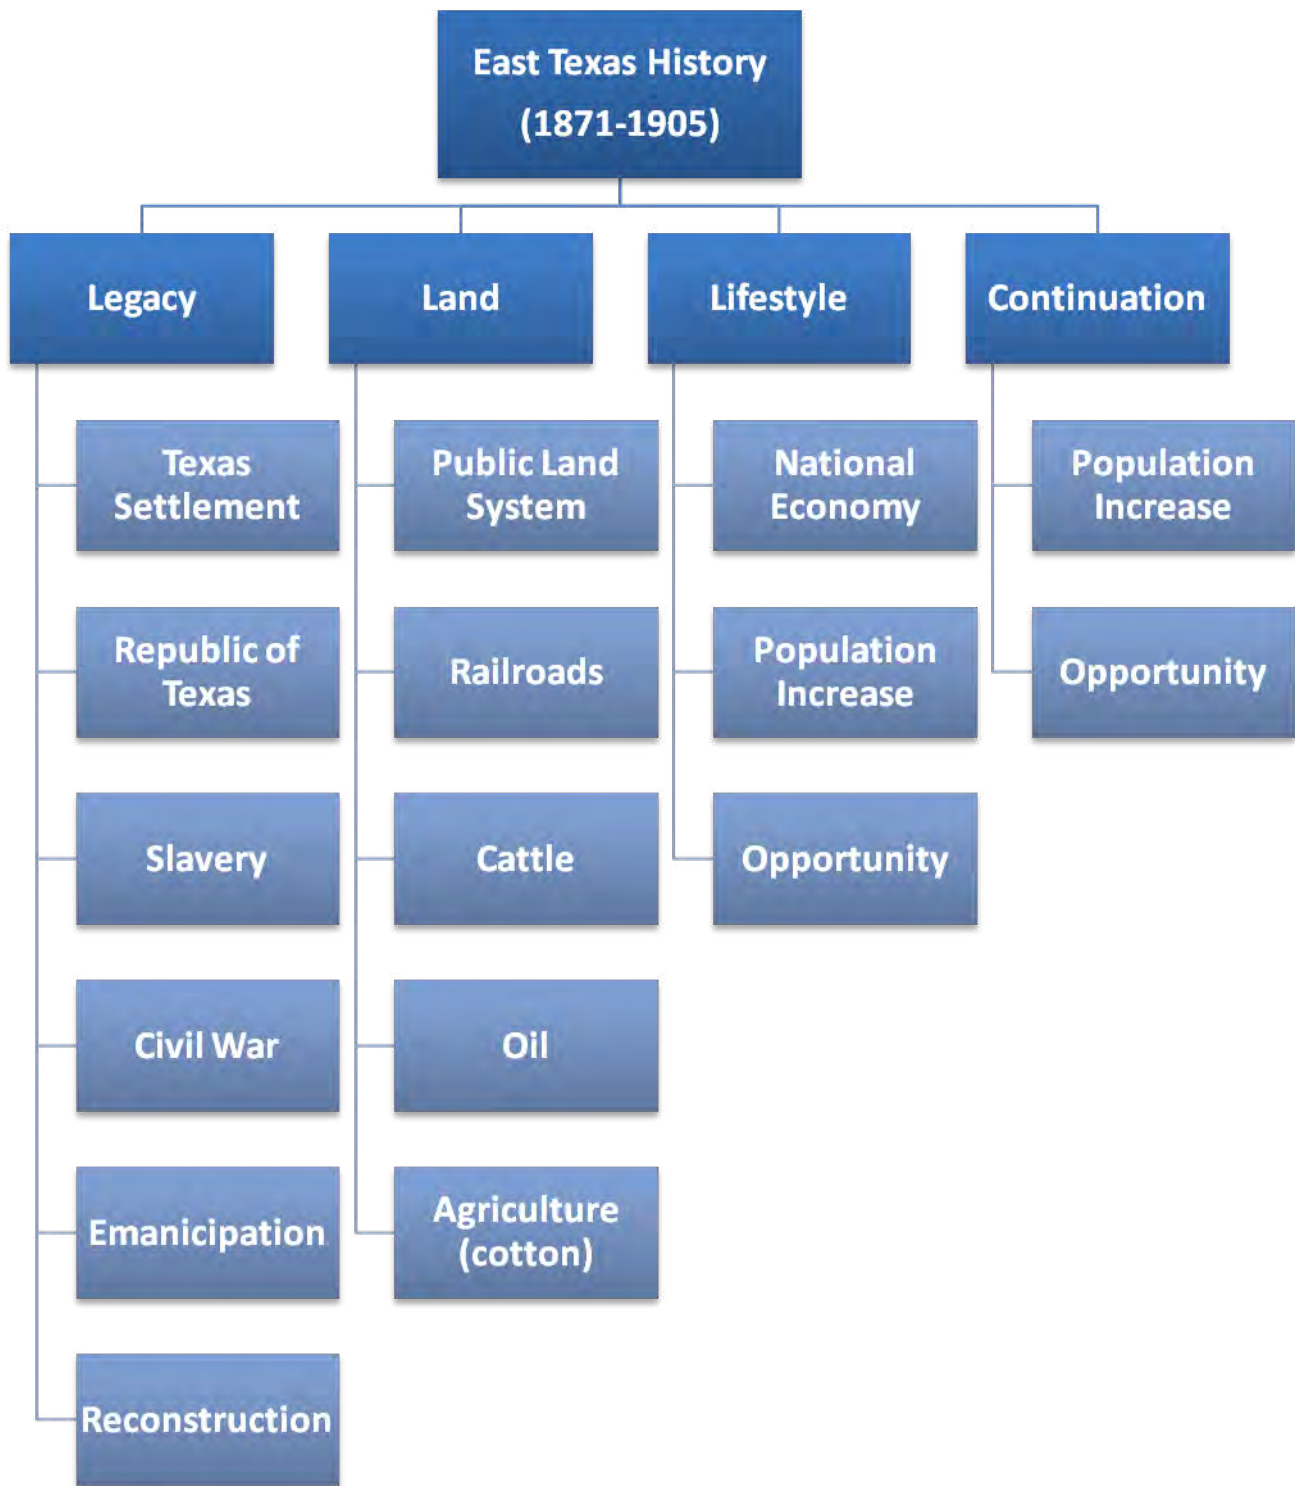 East Texas History
(1871-1905)
Legacy
Land
Lifestyle
Continuation
Texas
Settlement
Republic of
Texas
Slavery
Civil War
Emanicipation
Reconstruction
Public Land
System
Railroads
Cattle
Oil
Agriculture
(cotton)
National
Economy
Population
Increase
Opportunity
Population
Increase
Opportunity